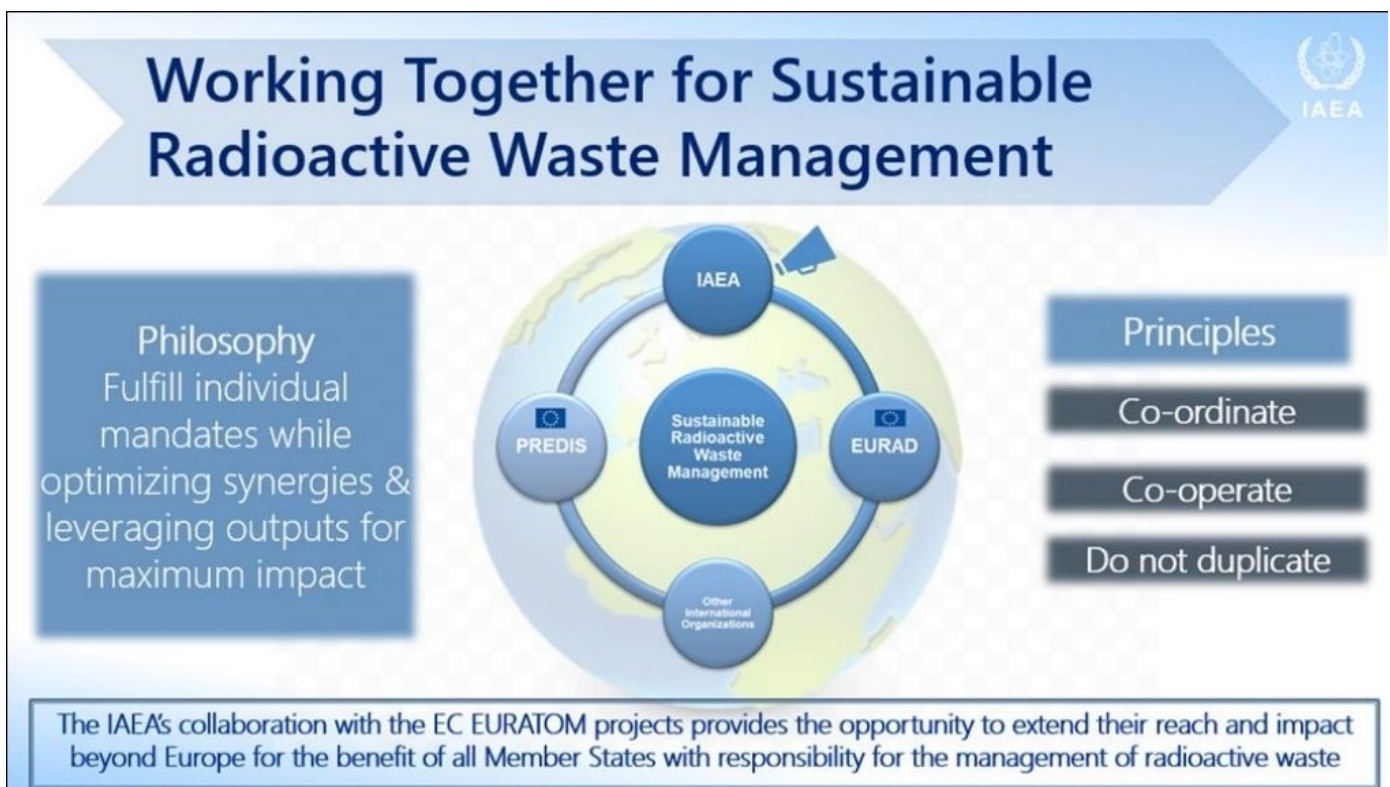 Working Together for Sustainable
Radioactive Waste Management
IAEA
Philosophy
Fulfill individual
mandates while
optimizing synergies &
leveraging outputs for
maximum impact
IAEA
PREDIS
Sustainable
Radioactive
Waste
Management
EURAD
Other
International
Organizations
Principles
Co-ordinate
Co-operate
Do not duplicate
The IAEA's collaboration with the EC EURATOM projects provides the opportunity to extend their reach and impact
beyond Europe for the benefit of all Member States with responsibility for the management of radioactive waste